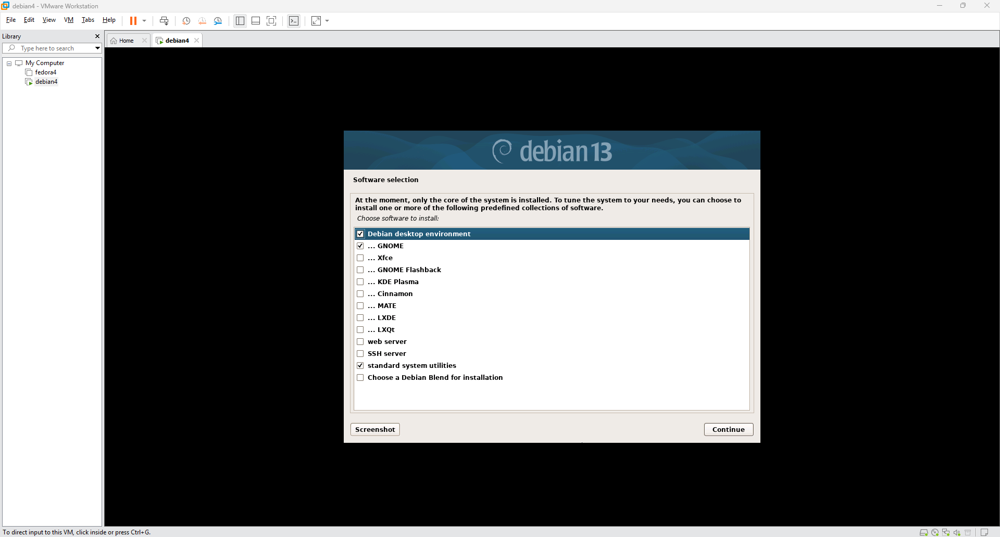 debian4 - VMware Workstation
File Edit View VM Tabs Help
Library
Home
debian4
Type here to search
My Computer
fedora4
debian4
debian 13
Software selection
At the moment, only the core of the system is installed. To tune the system to your needs, you can choose to
install one or more of the following predefined collections of software.
Choose software to install:
Debian desktop environment
... GNOME
... Xfce
... GNOME Flashback
... KDE Plasma
... Cinnamon
... MATE
... LXDE
... LXQt
web server
SSH server
standard system utilities
Choose a Debian Blend for installation
Screenshot
Continue
To direct input to this VM, click inside or press Ctrl+G.